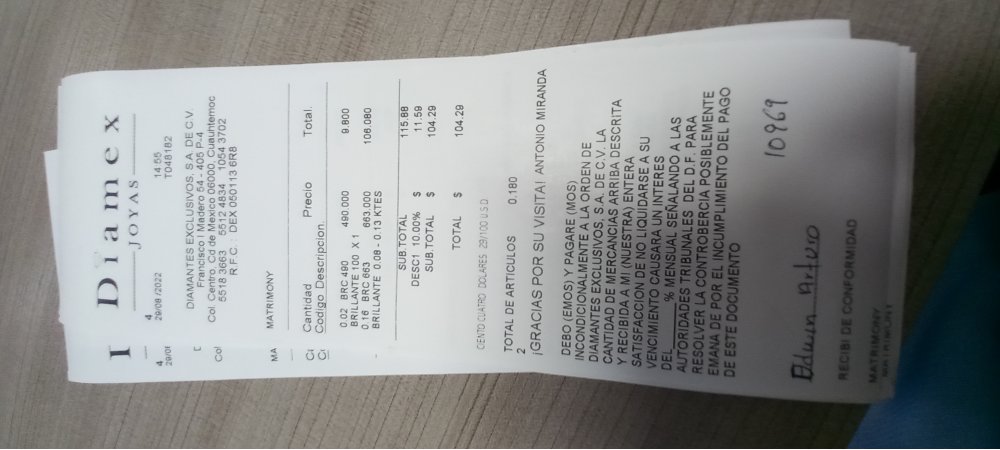 Diamex
JOYAS
4
29/09/2022 14:55
T048182
DIAMANTES EXCLUSIVOS, S.A. DE C.V.
Francisco I Madero 54 - 405 P-4
Col. Centro, Cd de Mexico 06000, Cuauhtemoc
5518 3663 5512 4834 1054 3702
R.F.C. : DEX 050113 6R8
MATRIMONY
Cantidad Precio Total.
Codigo Descripcion.
0.02 BRC 490 490.000 9.800
BRILLANTE 100 X 1
0.16 BRC 663 663.000 106.080
BRILLANTE 0.08 - 0.13 KTES
SUB.TOTAL 115.88
DESC1 10.00% $ 11.59
SUB.TOTAL $ 104.29
TOTAL $ 104.29
CIENTO CUATRO DOLARES 29/100 USD
TOTAL DE ARTICULOS 0.180
2
¡GRACIAS POR SU VISITA! ANTONIO MIRANDA
DEBO (EMOS) Y PAGARE (MOS)
INCONDICIONALMENTE A LA ORDEN DE
DIAMANTES EXCLUSIVOS, S.A. DE C.V. LA
CANTIDAD DE MERCANCIAS ARRIBA DESCRITA
Y RECIBIDA A MI (NUESTRA) ENTERA
SATISFACCION DE NO LIQUIDARSE A SU
VENCIMIENTO CAUSARA UN INTERES
DEL____% MENSUAL SEÑALANDO A LAS
AUTORIDADES TRIBUNALES DEL D.F. PARA
RESOLVER LA CONTROBERCIA POSIBLEMENTE
EMANA DE POR EL INCUMPLIMIENTO DEL PAGO
DE ESTE DOCUMENTO
Edwin Arturo 10969
RECIBI DE CONFORMIDAD
MATRIMONY